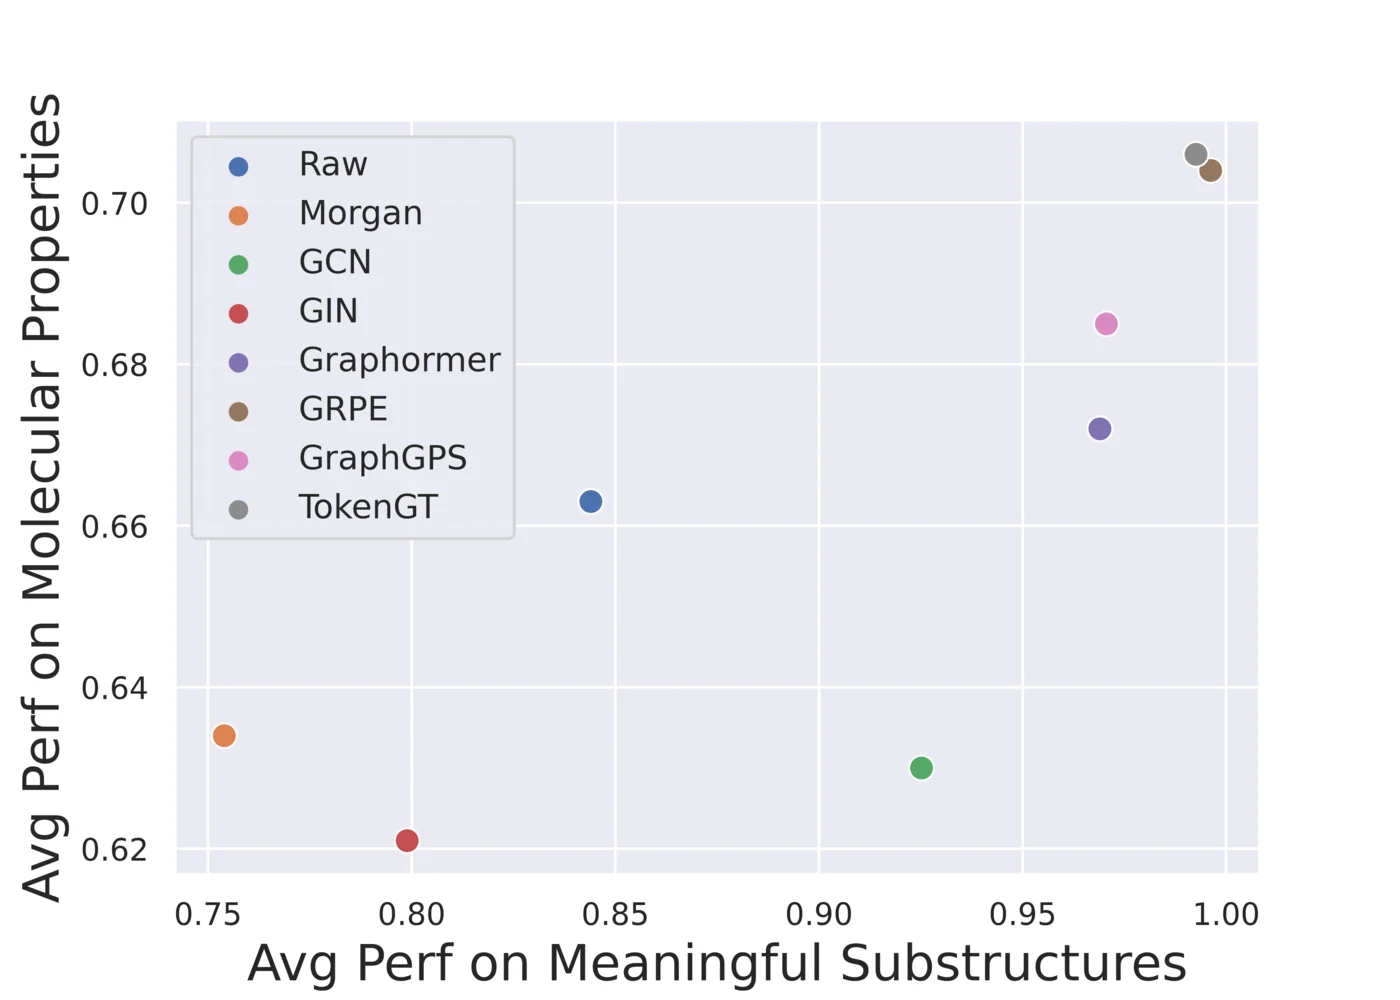 Avg Perf on Molecular Properties
0.70
0.68
0.66
0.64
0.62
Raw
Morgan
GCN
GIN
Graphormer
GRPE
GraphGPS
TokenGT
0.75 0.80 0.85 0.90 0.95 1.00
Avg Perf on Meaningful Substructures